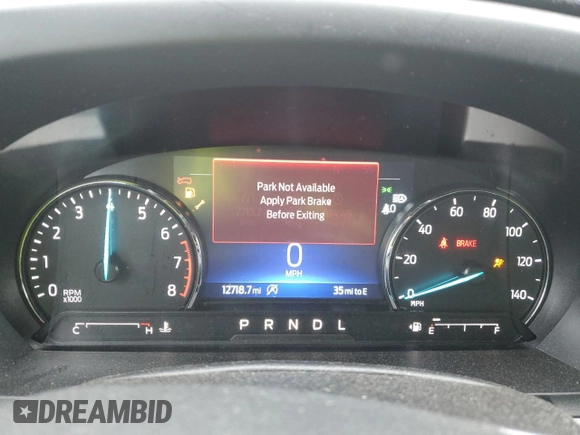 Park Not Available
Apply Park Brake
Before Exiting
0 1 2 3 4 5 6 7 8
RPM
x1000
0
MPH
12718.7 mi
35 mi to E
0 20 40 60 80 100 120 140
BRAKE
MPH
C H
P R N D L
E F
DREAMBID